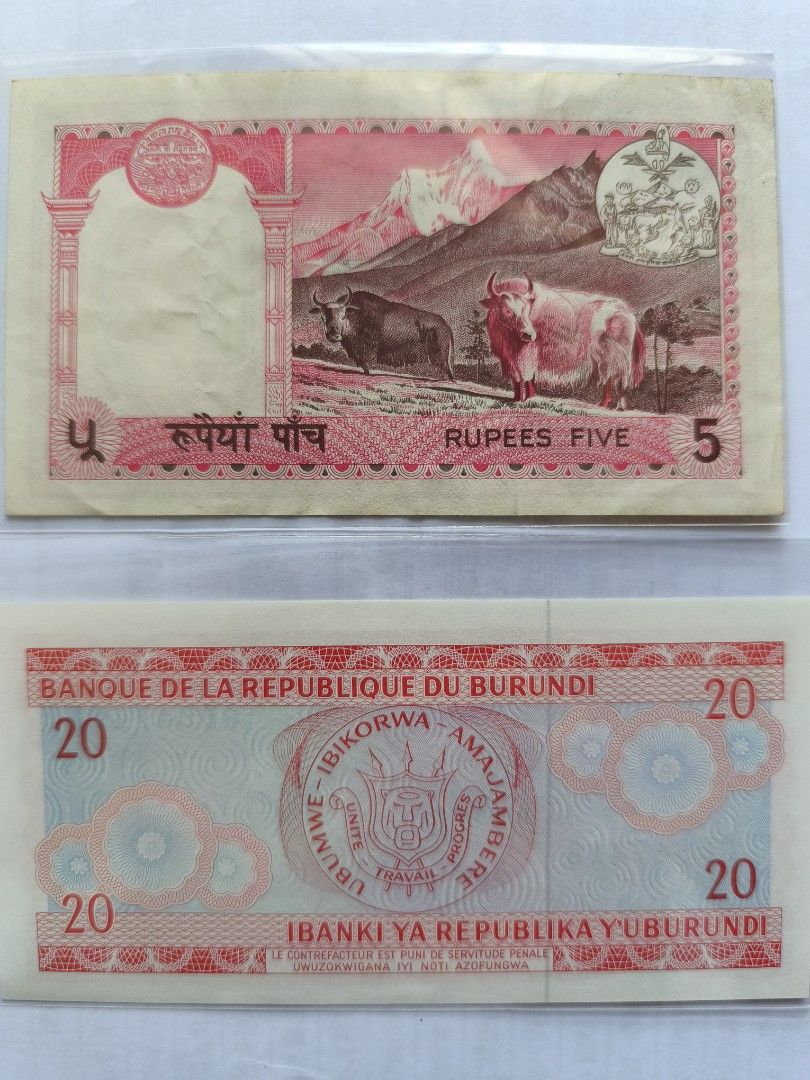 ५
रूपैयाँ पाँच
RUPEES FIVE
5
BANQUE DE LA REPUBLIQUE DU BURUNDI
20
20
UBUMWE - IBIKORWA - AMAJAMBERE
UNITE - TRAVAIL - PROGRES
20
20
IBANKI YA REPUBLIKA Y'UBURUNDI
LE CONTREFACTEUR EST PUNI DE SERVITUDE PENALE
UWUZOKWIGANA IYI NOTI AZOFUNGWA